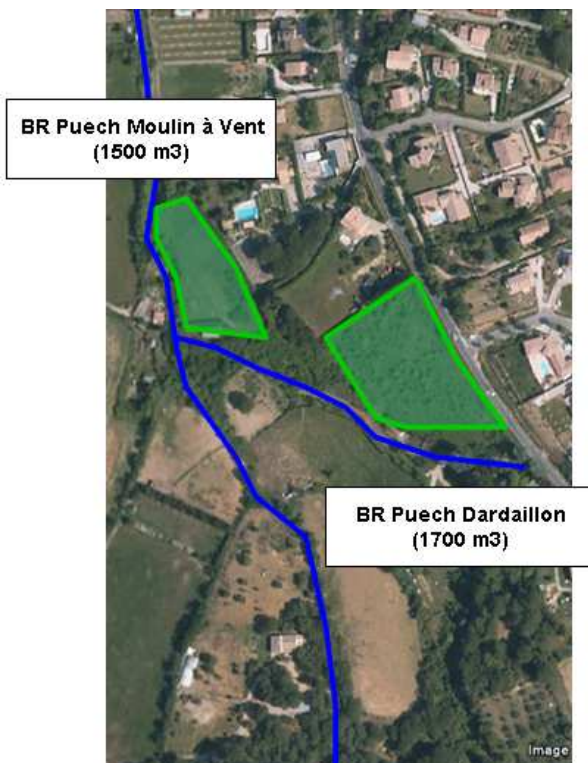 BR Puech Moulin à Vent
(1500 m3)
BR Puech Dardaillon
(1700 m3)
Image